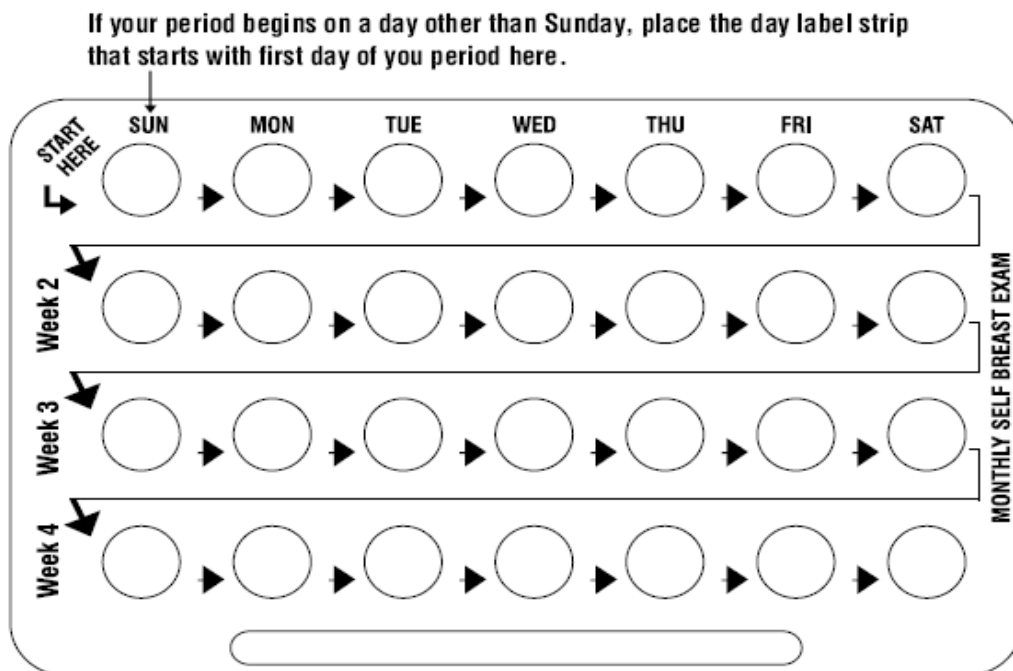 If your period begins on a day other than Sunday, place the day label strip
that starts with first day of you period here.
START
HERE
SUN MON TUE WED THU FRI SAT
Week 2
Week 3
Week 4
MONTHLY SELF BREAST EXAM